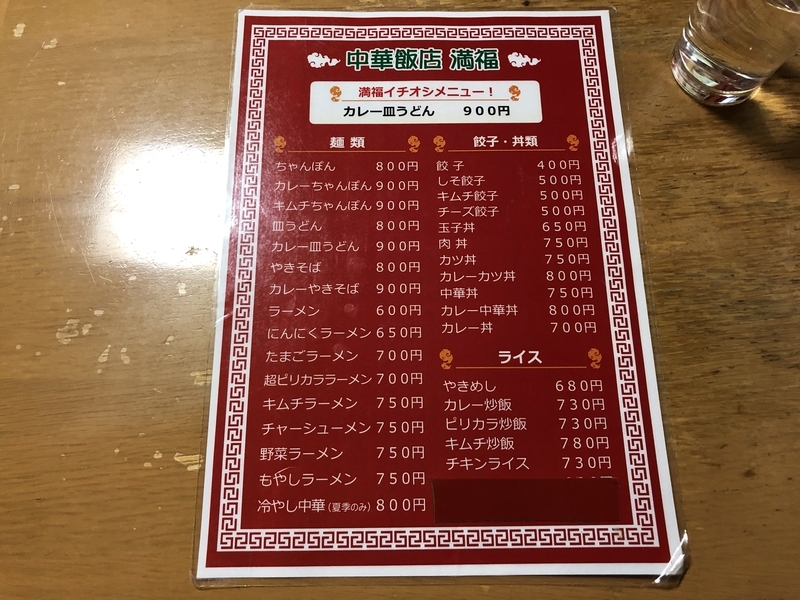 中華飯店 満福
満福イチオシメニュー！
カレー皿うどん 900円
麺類
ちゃんぽん 800円
カレーちゃんぽん 900円
キムチちゃんぽん 900円
皿うどん 800円
カレー皿うどん 900円
やきそば 800円
カレーやきそば 900円
ラーメン 600円
にんにくラーメン 650円
たまごラーメン 700円
超ピリカララーメン 700円
キムチラーメン 750円
チャーシューメン 750円
野菜ラーメン 750円
もやしラーメン 750円
冷やし中華(夏季のみ) 800円
餃子・丼類
餃子 400円
しそ餃子 500円
キムチ餃子 500円
チーズ餃子 500円
玉子丼 650円
肉丼 750円
カツ丼 750円
カレーカツ丼 800円
中華丼 750円
カレー中華丼 800円
カレー丼 700円
ライス
やきめし 680円
カレー炒飯 730円
ピリカラ炒飯 730円
キムチ炒飯 780円
チキンライス 730円